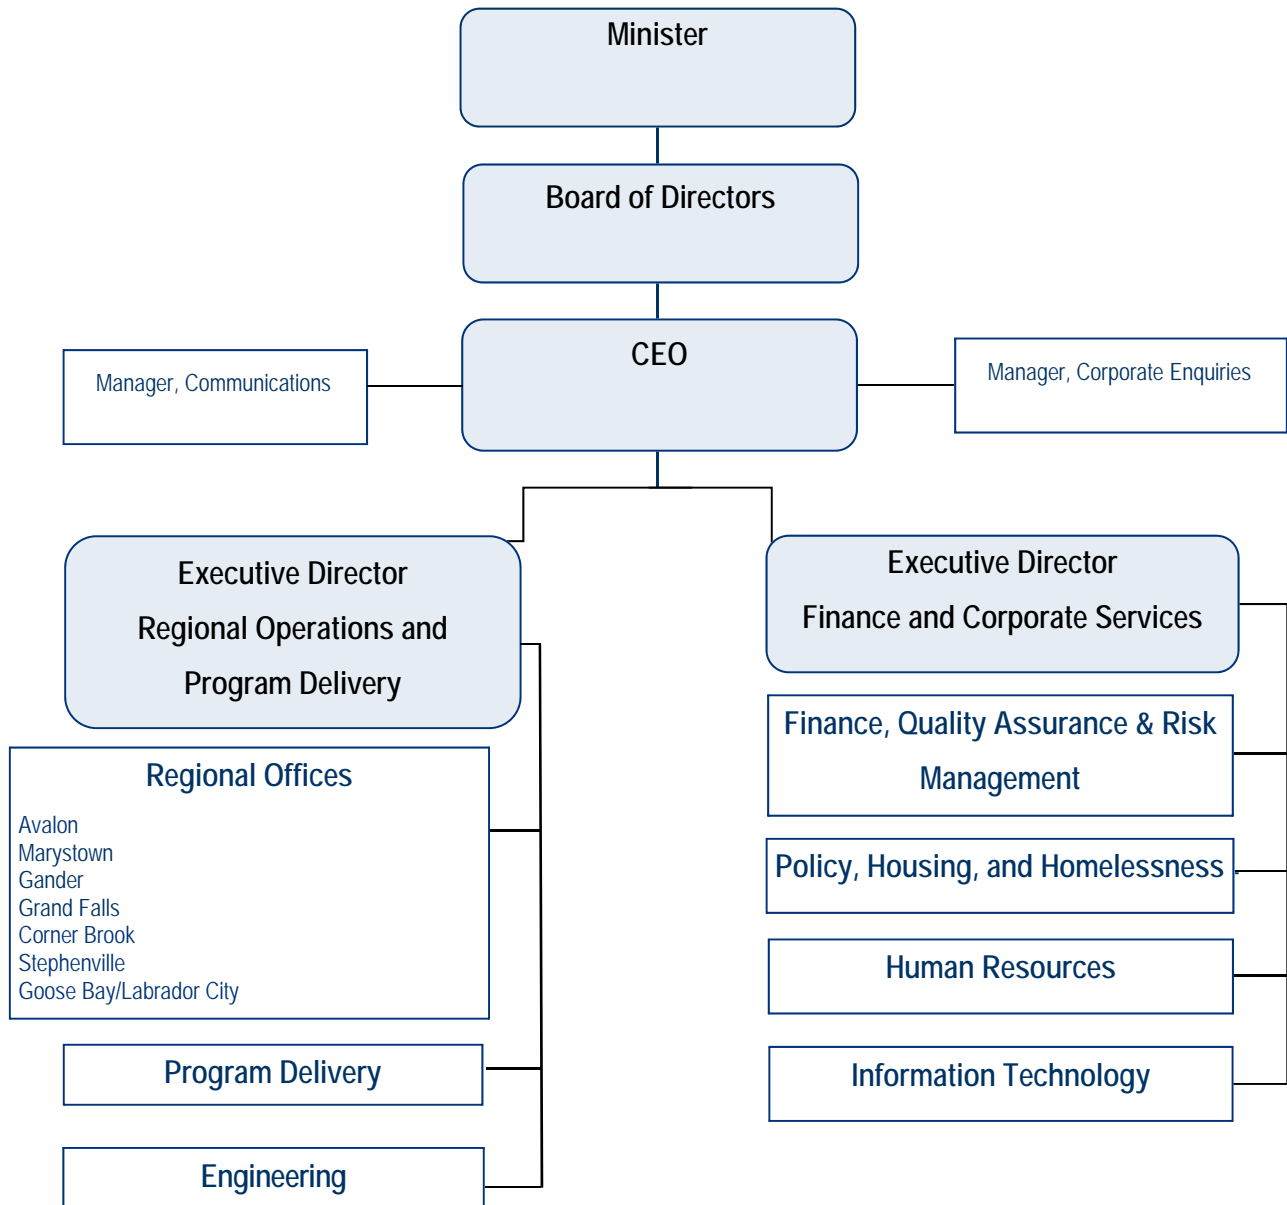 Minister
Board of Directors
CEO
Manager, Communications
Manager, Corporate Enquiries
Executive Director
Regional Operations and
Program Delivery
Regional Offices
Avalon
Marystown
Gander
Grand Falls
Corner Brook
Stephenville
Goose Bay/Labrador City
Program Delivery
Engineering
Executive Director
Finance and Corporate Services
Finance, Quality Assurance & Risk
Management
Policy, Housing, and Homelessness
Human Resources
Information Technology